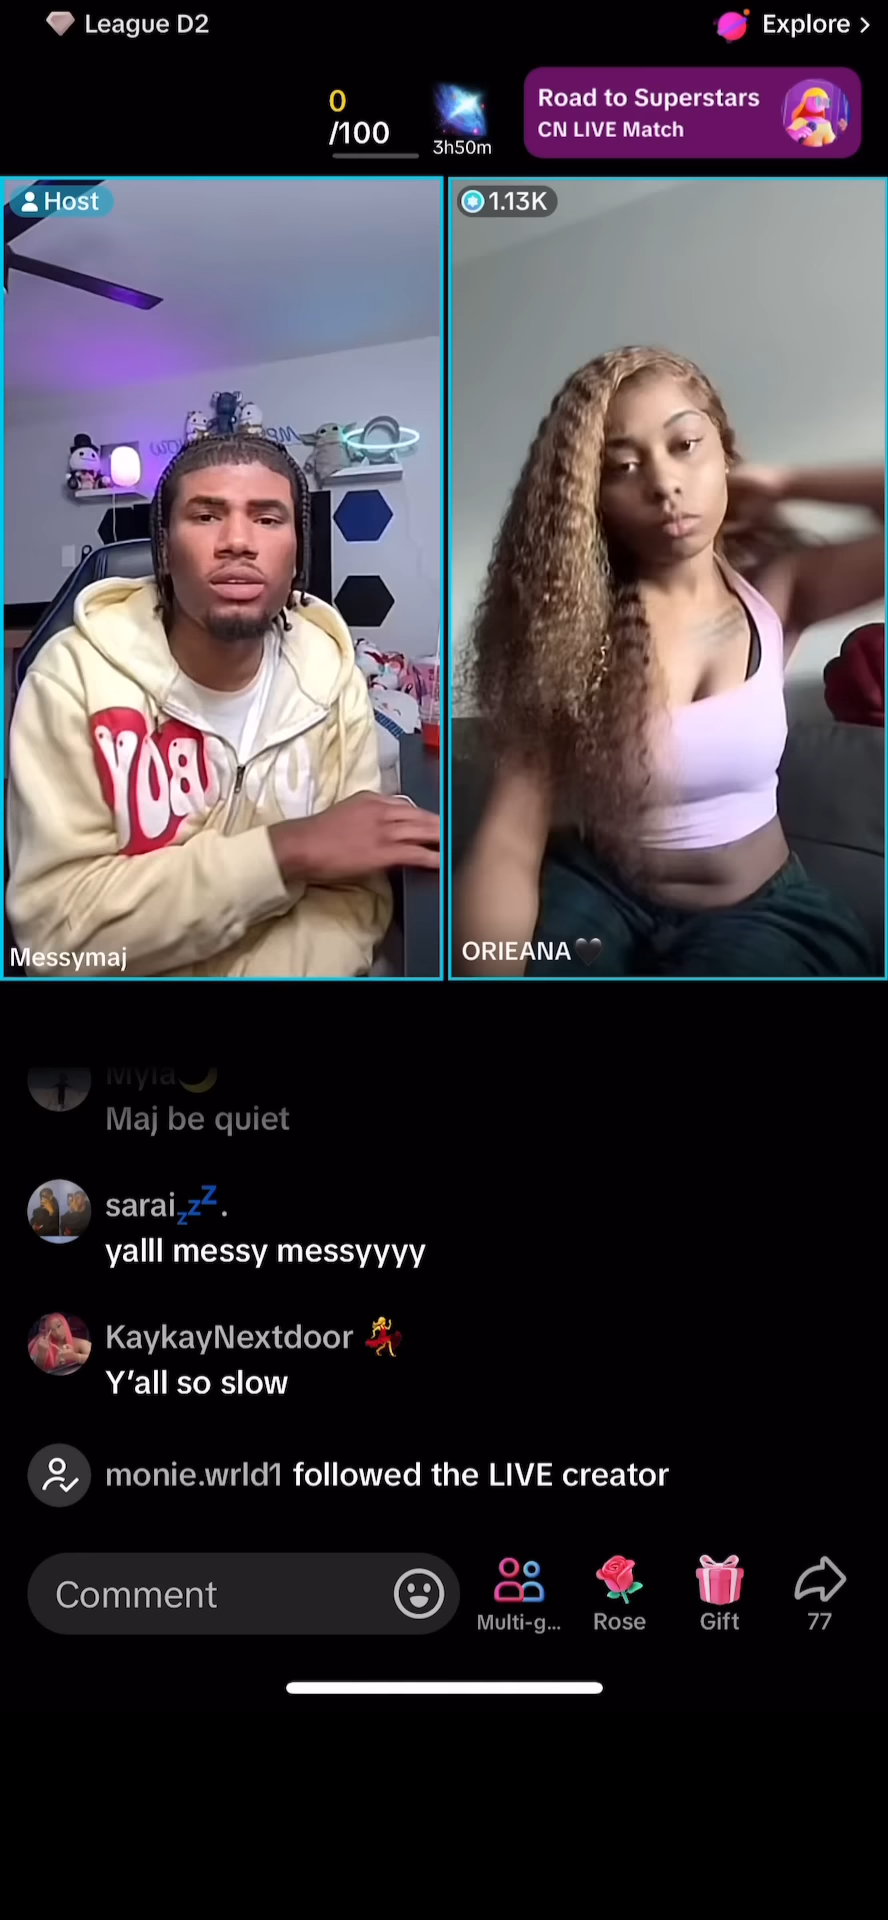 League D2
Explore >
0
/100
3h50m
Road to Superstars
CN LIVE Match
Host
1.13K
Messymaj
ORIEANA🖤
Myla🌙
Maj be quiet
sarai💤.
yalll messy messyyyy
KaykayNextdoor 💃
Y'all so slow
monie.wrld1 followed the LIVE creator
Comment
Multi-g...
Rose
Gift
77